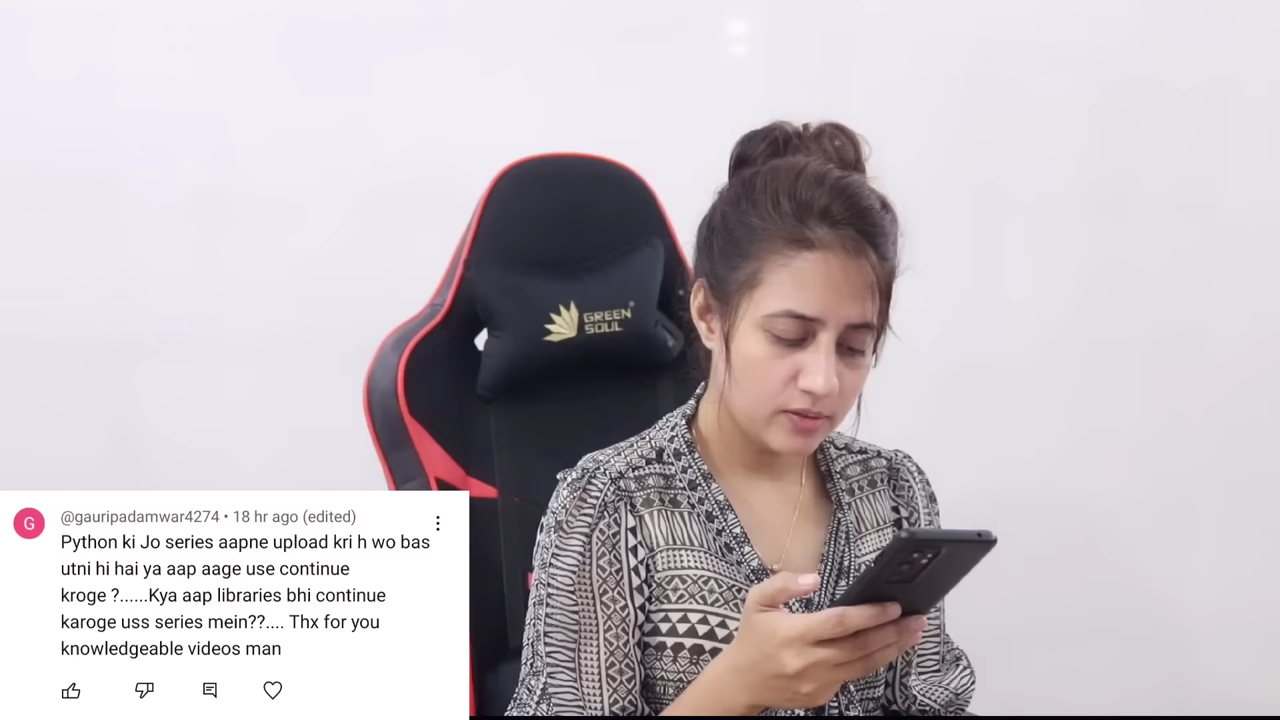 GREEN
SOUL
G
@gauripadamwar4274 • 18 hr ago (edited)
Python ki Jo series aapne upload kri h wo bas
utni hi hai ya aap aage use continue
kroge ?......Kya aap libraries bhi continue
karoge uss series mein??.... Thx for you
knowledgeable videos man